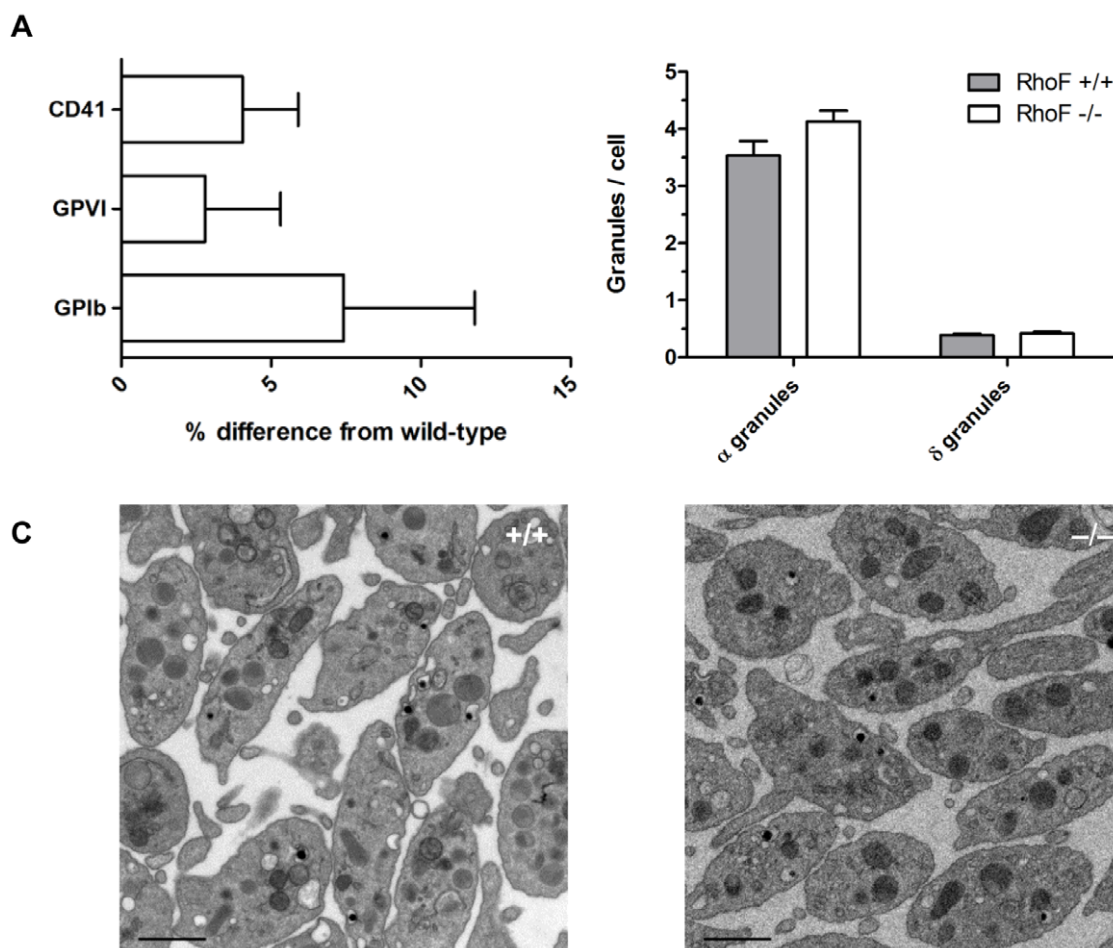 A
CD41
GPVI
GPIb
0
5
10
15
% difference from wild-type
5
4
3
2
1
0
Granules / cell
RhoF +/+
RhoF -/-
α granules
δ granules
C
+/+
–/–